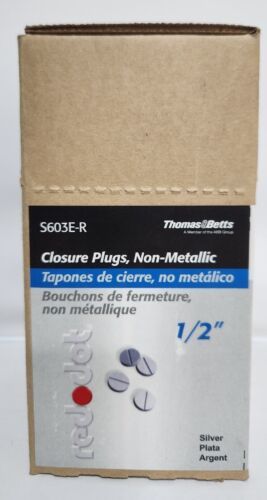 S603E-R
Thomas&Betts
A Member of the ABB Group
Closure Plugs, Non-Metallic
Tapones de cierre, no metálico
Bouchons de fermeture,
non métallique
1/2"
red dot
Silver
Plata
Argent